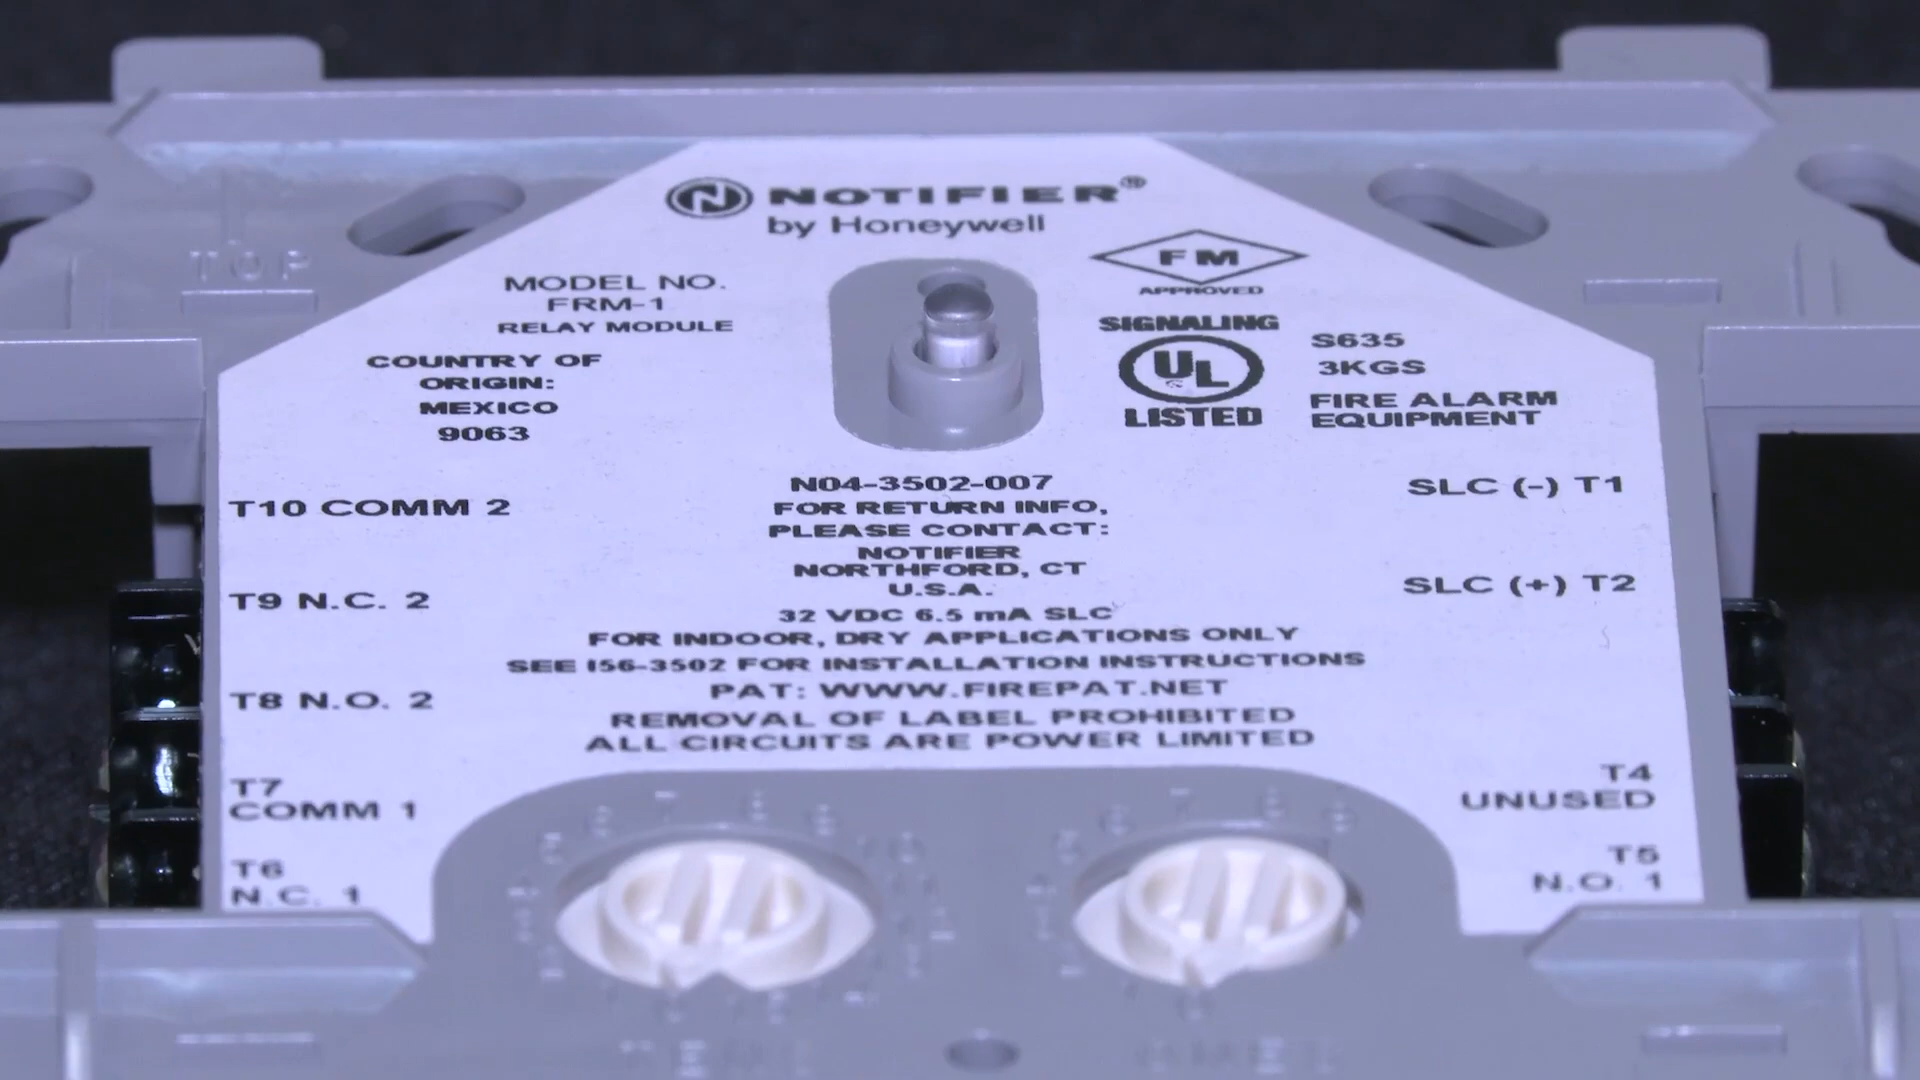 NOTIFIER®
by Honeywell
TOP
MODEL NO.
FRM-1
RELAY MODULE
COUNTRY OF
ORIGIN:
MEXICO
9063
FM
APPROVED
SIGNALING
UL
LISTED
S635
3KGS
FIRE ALARM
EQUIPMENT
T10 COMM 2
T9 N.C. 2
T8 N.O. 2
T7
COMM 1
T6
N.C. 1
N04-3502-007
FOR RETURN INFO,
PLEASE CONTACT:
NOTIFIER
NORTHFORD, CT
U.S.A.
32 VDC 6.5 mA SLC
FOR INDOOR, DRY APPLICATIONS ONLY
SEE I56-3502 FOR INSTALLATION INSTRUCTIONS
PAT: WWW.FIREPAT.NET
REMOVAL OF LABEL PROHIBITED
ALL CIRCUITS ARE POWER LIMITED
SLC (-) T1
SLC (+) T2
T4
UNUSED
T5
N.O. 1